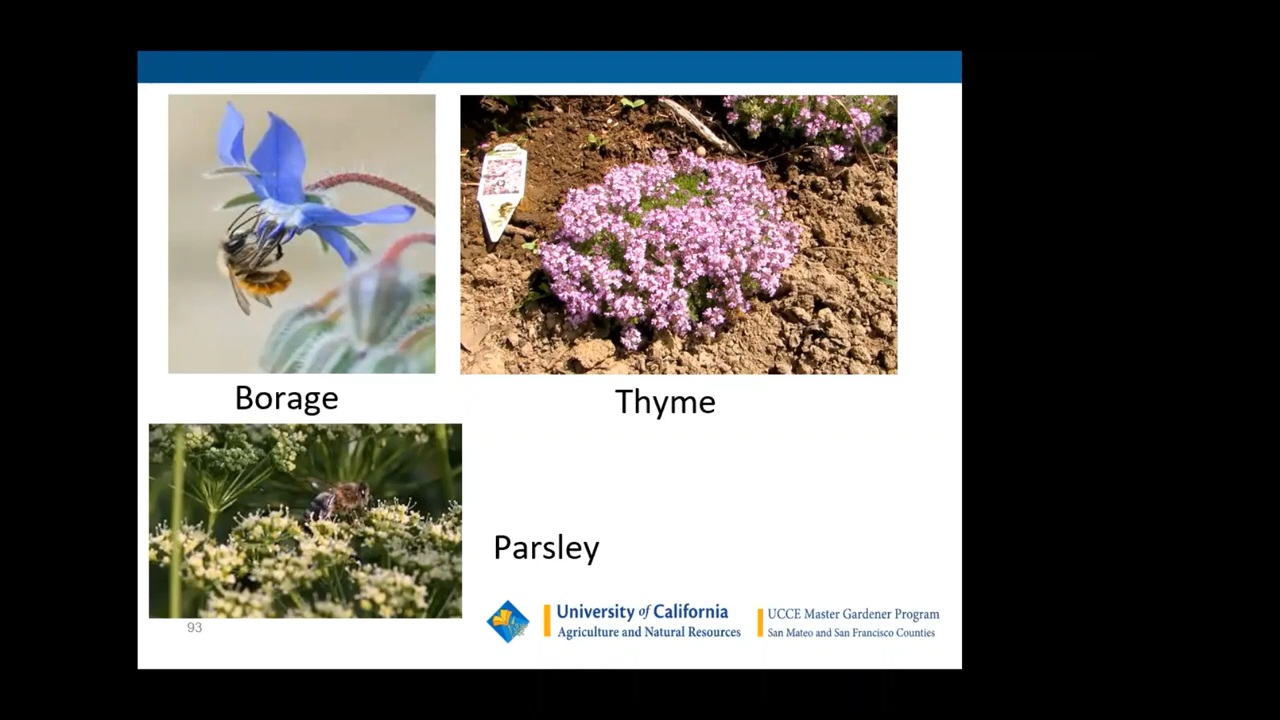 Borage
Thyme
Parsley
93
University of California
Agriculture and Natural Resources
UCCE Master Gardener Program
San Mateo and San Francisco Counties